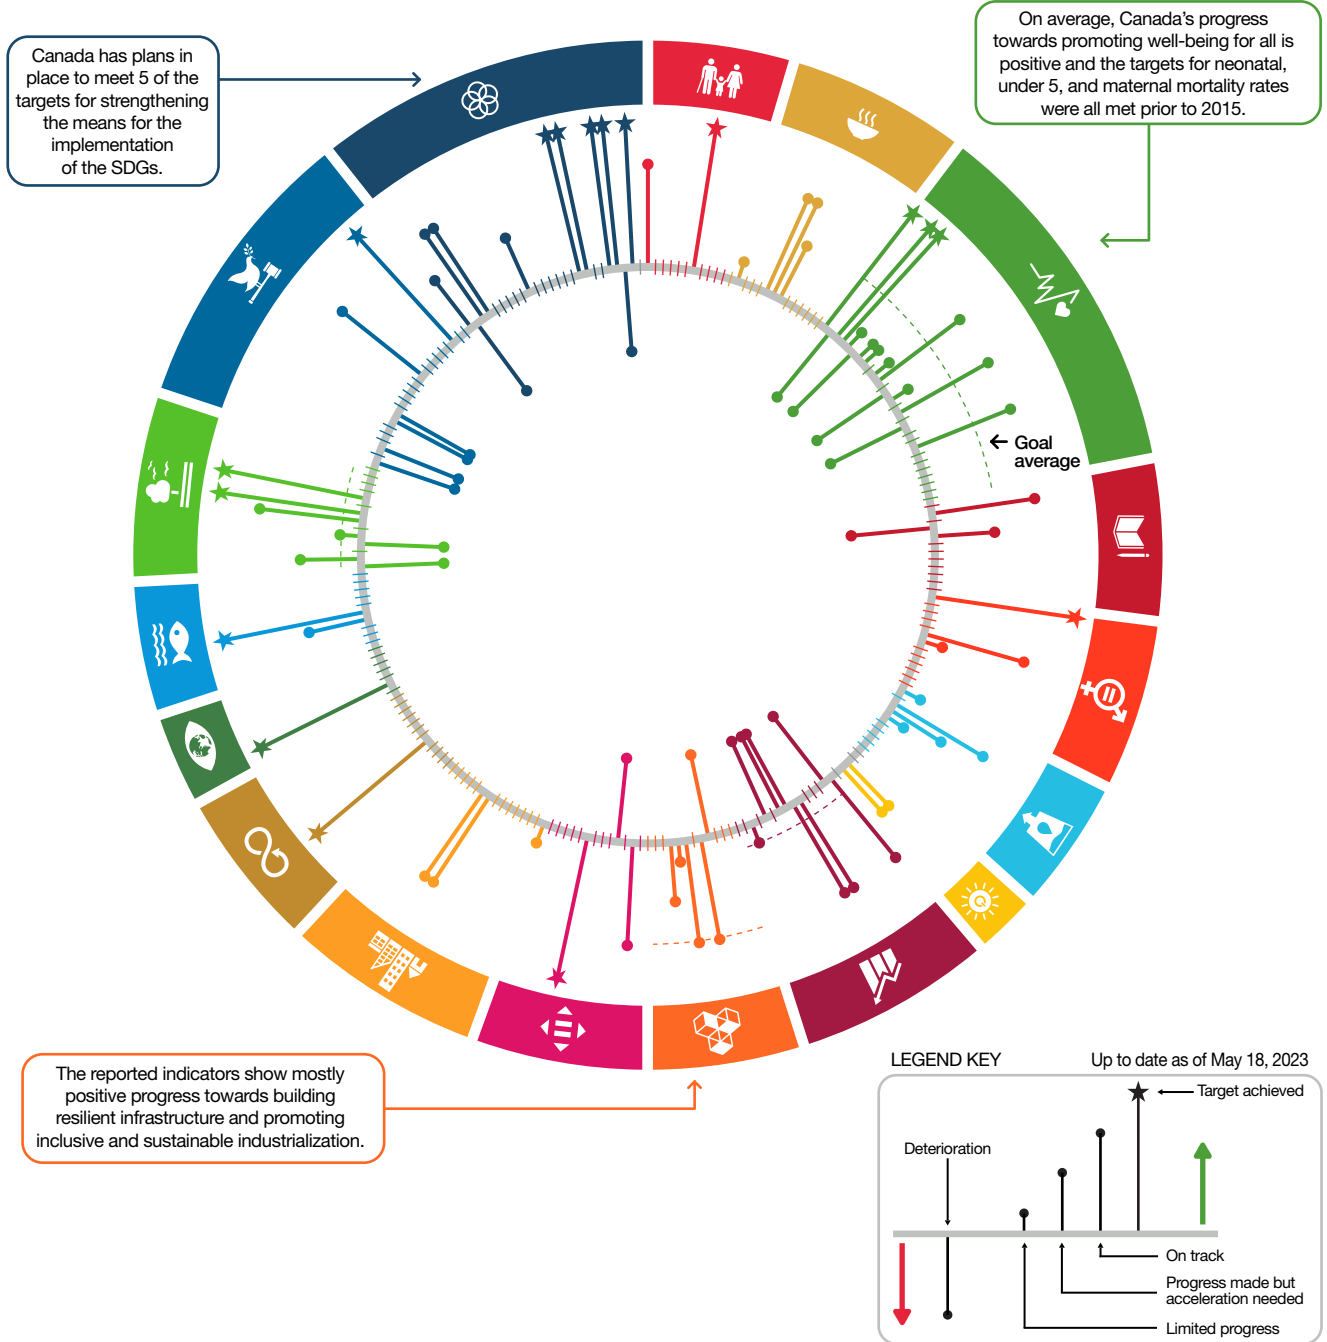 Canada has plans in
place to meet 5 of the
targets for strengthening
the means for the
implementation
of the SDGs.
On average, Canada's progress
towards promoting well-being for all is
positive and the targets for neonatal,
under 5, and maternal mortality rates
were all met prior to 2015.
Goal
average
The reported indicators show mostly
positive progress towards building
resilient infrastructure and promoting
inclusive and sustainable industrialization.
LEGEND KEY
Up to date as of May 18, 2023
Target achieved
Deterioration
On track
Progress made but
acceleration needed
Limited progress